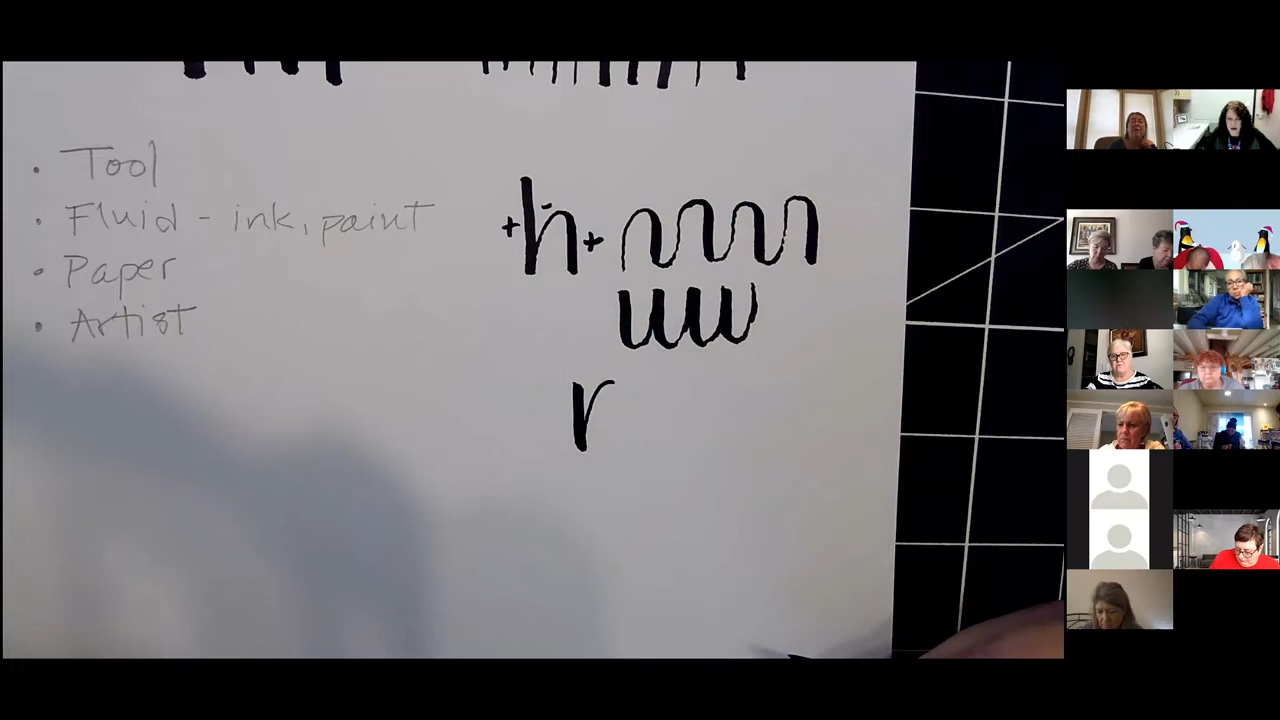 • Tool
• Fluid - ink, paint
• Paper
• Artist
+h+
r